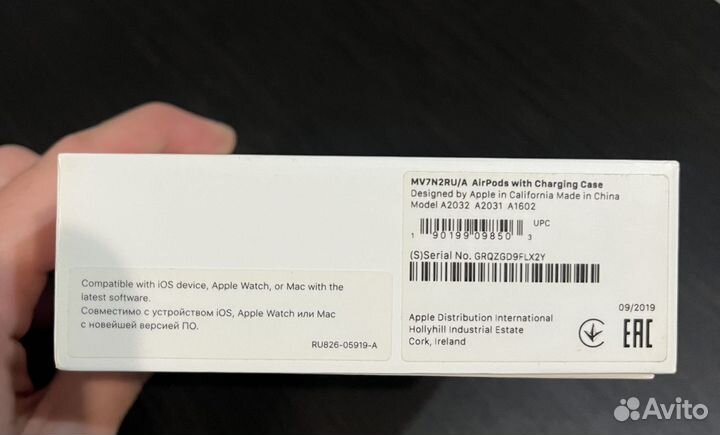 MV7N2RU/A AirPods with Charging Case
Designed by Apple in California Made in China
Model A2032 A2031 A1602
UPC
1 90199 09850 3
(S)Serial No. GRQZGD9FLX2Y
09/2019
Apple Distribution International
Hollyhill Industrial Estate
Cork, Ireland
EAC
Compatible with iOS device, Apple Watch, or Mac with the
latest software.
Совместимо с устройством iOS, Apple Watch или Mac
с новейшей версией ПО.
RU826-05919-A
Avito